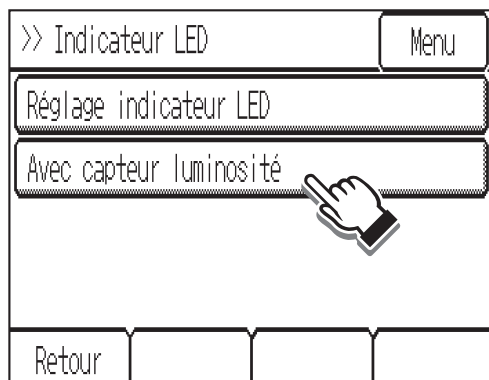 >> Indicateur LED
Menu
Réglage indicateur LED
Avec capteur luminosité
Retour